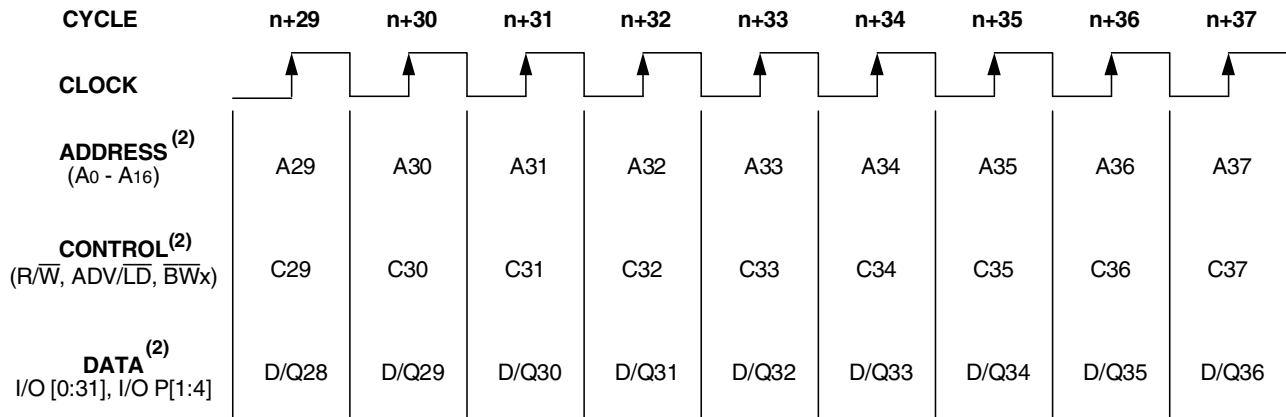 CYCLE n+29 n+30 n+31 n+32 n+33 n+34 n+35 n+36 n+37
CLOCK
ADDRESS (2)
(A0 - A16) A29 A30 A31 A32 A33 A34 A35 A36 A37
CONTROL(2)
(R/W̅, ADV/L̅D̅, B̅W̅x) C29 C30 C31 C32 C33 C34 C35 C36 C37
DATA (2)
I/O [0:31], I/O P[1:4] D/Q28 D/Q29 D/Q30 D/Q31 D/Q32 D/Q33 D/Q34 D/Q35 D/Q36